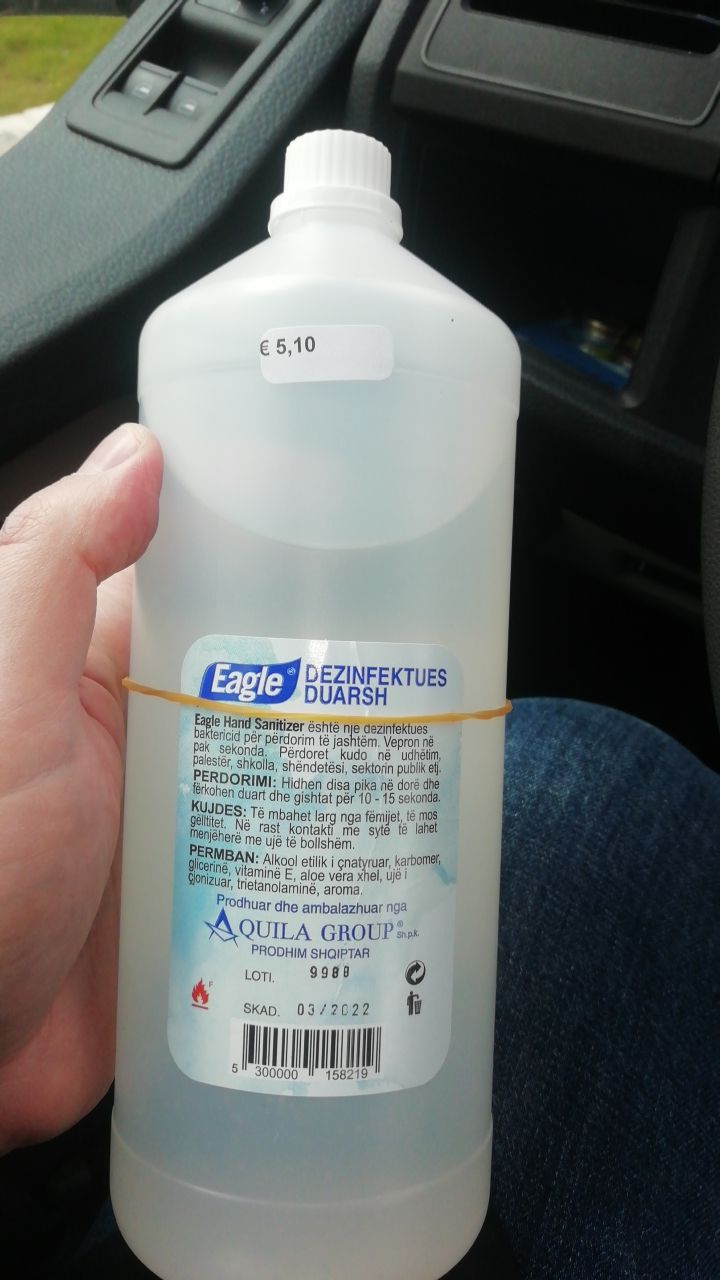 € 5,10
Eagle® DEZINFEKTUES
DUARSH
Eagle Hand Sanitizer është një dezinfektues
baktericid për përdorim të jashtëm. Vepron në
pak sekonda. Përdoret kudo në udhëtim,
palestër, shkolla, shëndetësi, sektorin publik etj.
PERDORIMI: Hidhen disa pika në dorë dhe
fërkohen duart dhe gishtat për 10 - 15 sekonda.
KUJDES: Të mbahet larg nga fëmijet, të mos
gëlltitet. Në rast kontakti me sytë të lahet
menjëherë me ujë të bollshëm.
PERMBAN: Alkool etilik i çnatyruar, karbomer,
glicerinë, vitaminë E, aloe vera xhel, ujë i
çjonizuar, trietanolaminë, aroma.
Prodhuar dhe ambalazhuar nga
AQUILA GROUP® Sh.p.k.
PRODHIM SHQIPTAR
LOTI. 9988
F
SKAD. 03/2022
5 300000 158219